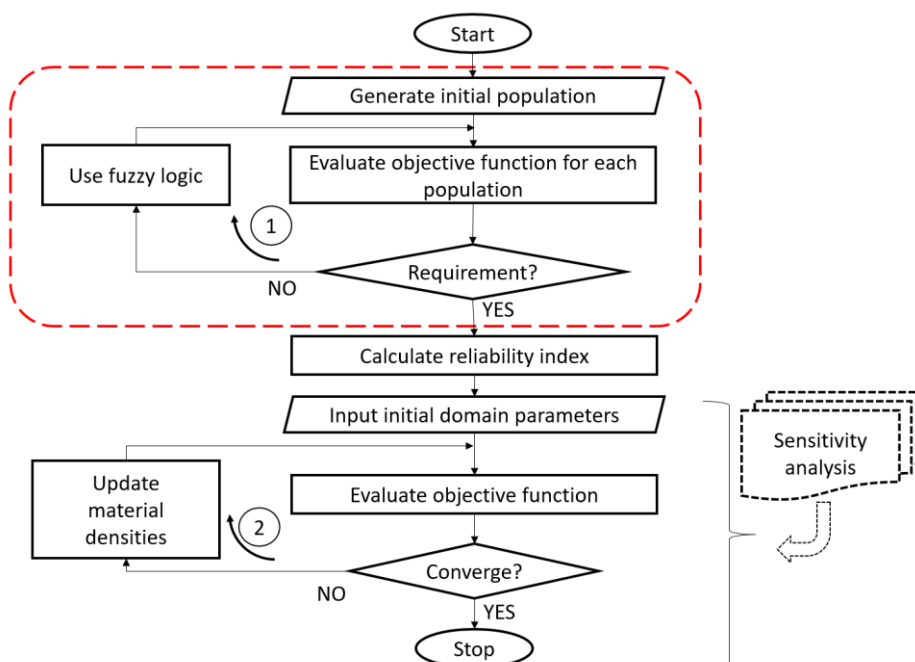 Start
Generate initial population
Use fuzzy logic
Evaluate objective function for each
population
1
Requirement?
NO
YES
Calculate reliability index
Input initial domain parameters
Sensitivity
analysis
Update
material
densities
Evaluate objective function
2
Converge?
NO
YES
Stop